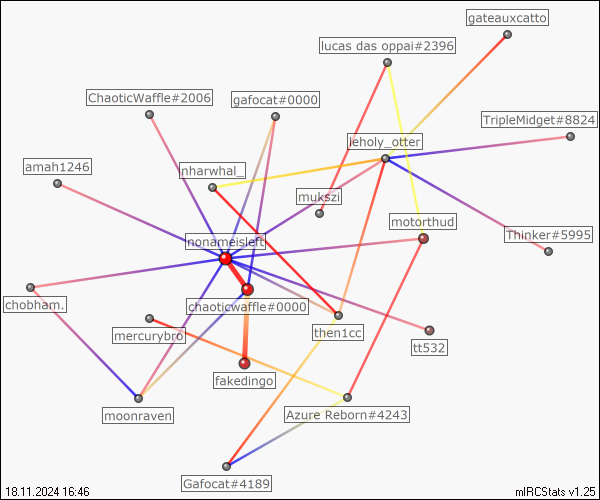 gateauxcatto
lucas das oppai#2396
ChaoticWaffle#2006
gafocat#0000
TripleMidget#8824
leholy_otter
amah1246
nharwhal_
mukszi
motorthud
Thinker#5995
nonameisleft
chobham.
chaoticwaffle#0000
mercurybro
then1cc
tt532
fakedingo
moonraven
Azure Reborn#4243
Gafocat#4189
18.11.2024 16:46
mIRCStats v1.25